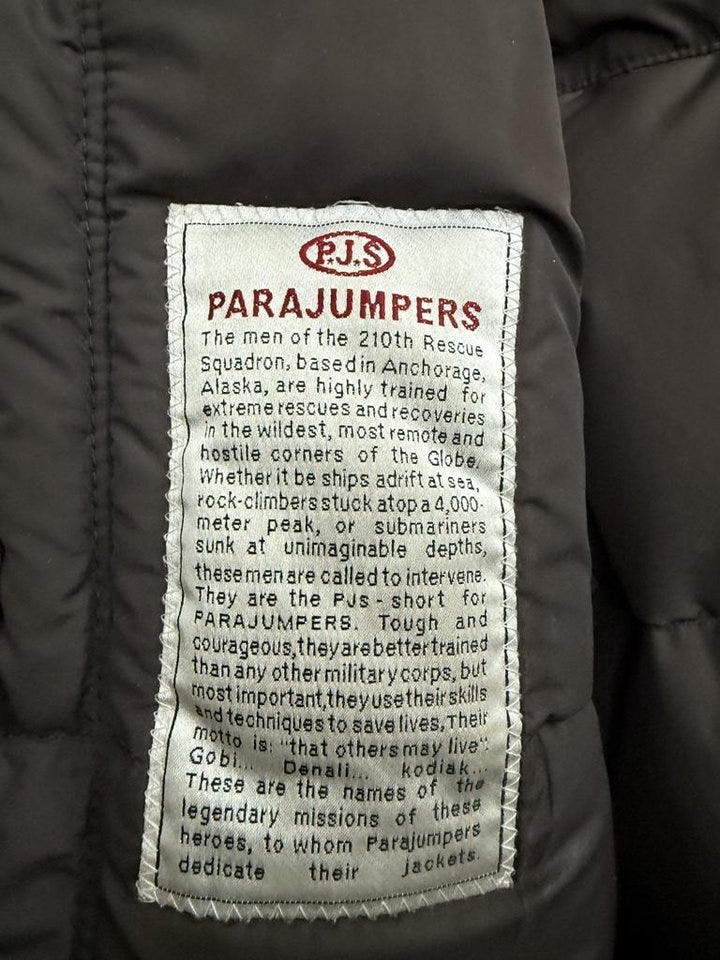 P.J.S
PARAJUMPERS
The men of the 210th Rescue
Squadron, based in Anchorage,
Alaska, are highly trained for
extreme rescues and recoveries
in the wildest, most remote and
hostile corners of the Globe.
Whether it be ships adrift at sea,
rock-climbers stuck atop a 4,000-
meter peak, or submariners
sunk at unimaginable depths,
these men are called to intervene.
They are the PJs - short for
PARAJUMPERS. Tough and
courageous, they are better trained
than any other military corps, but
most important, they use their skills
and techniques to save lives, Their
motto is: "that others may live".
Gobi... Denali... kodiak...
These are the names of the
legendary missions of these
heroes, to whom Parajumpers
dedicate their jackets.